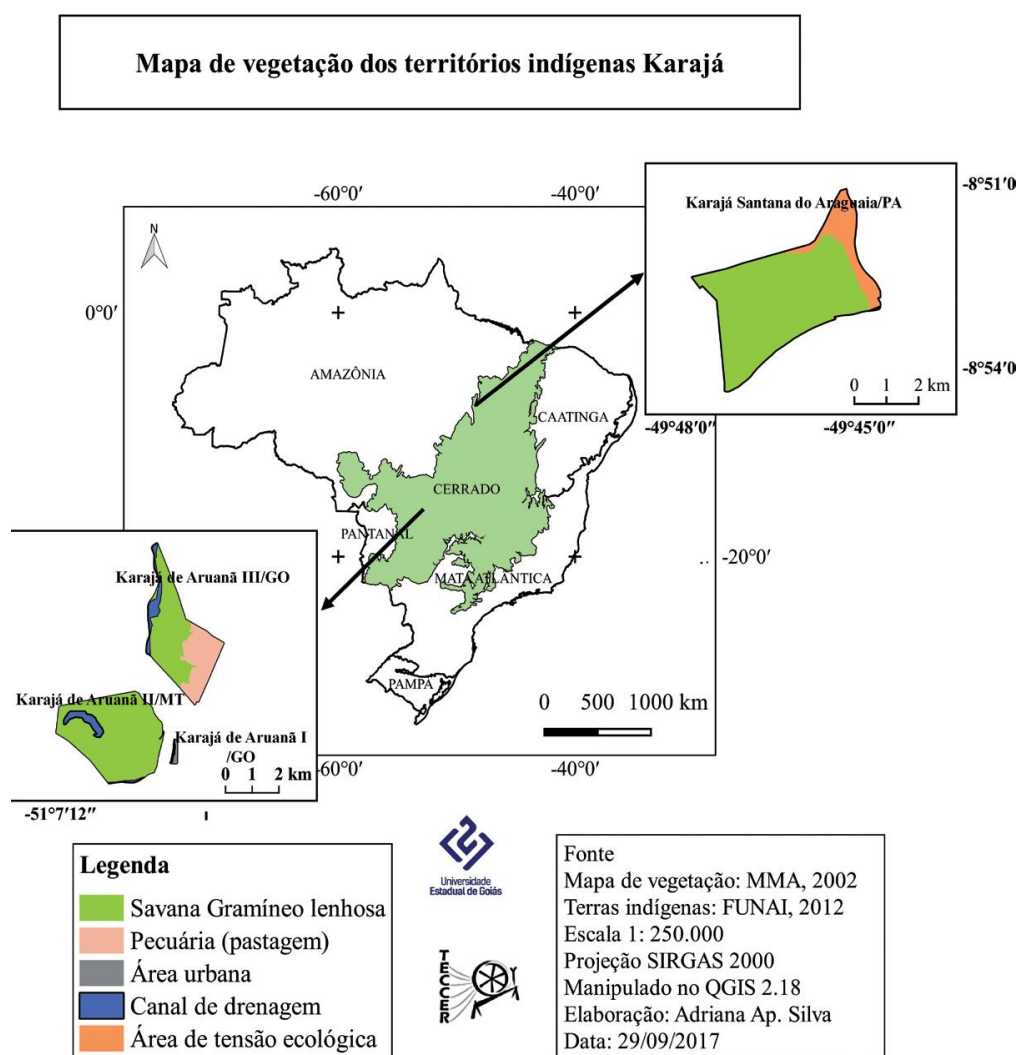 Mapa de vegetação dos territórios indígenas Karajá
-60°0′
-40°0′
-8°51′0
Karajá Santana do Araguaia/PA
N
0°0′
AMAZÔNIA
-8°54′0
0 1 2 km
CAATINGA
-49°48′0″
-49°45′0″
CERRADO
PANTANAL
-20°0′
Karajá de Aruanã III/GO
MATA ATLÂNTICA
PAMPA
Karajá de Aruanã II/MT
0 500 1000 km
Karajá de Aruanã I
/GO
0 1 2 km
-60°0′
-40°0′
-51°7′12″
Legenda
Savana Gramíneo lenhosa
Pecuária (pastagem)
Área urbana
Canal de drenagem
Área de tensão ecológica
Universidade
Estadual de Goiás
TECCER
Fonte
Mapa de vegetação: MMA, 2002
Terras indígenas: FUNAI, 2012
Escala 1: 250.000
Projeção SIRGAS 2000
Manipulado no QGIS 2.18
Elaboração: Adriana Ap. Silva
Data: 29/09/2017